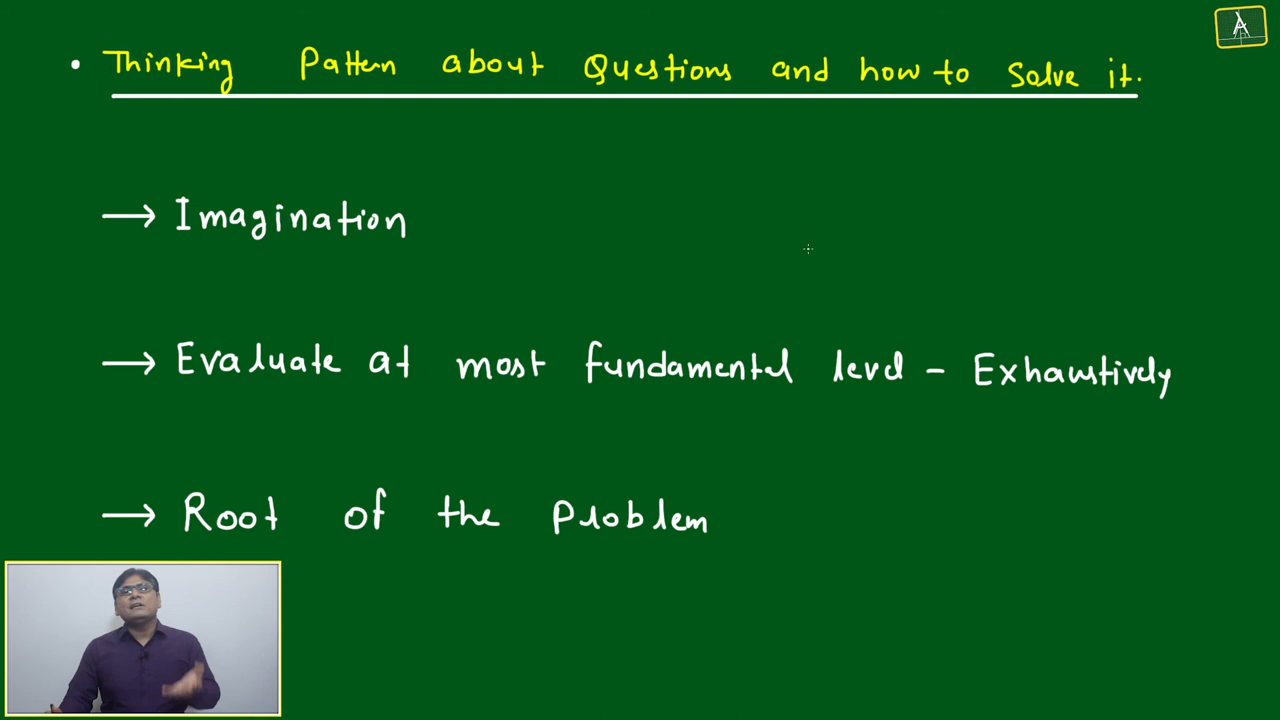 • Thinking Pattern about Questions and how to Solve it.
→ Imagination
→ Evaluate at most fundamental level - Exhaustively
→ Root of the Problem
A